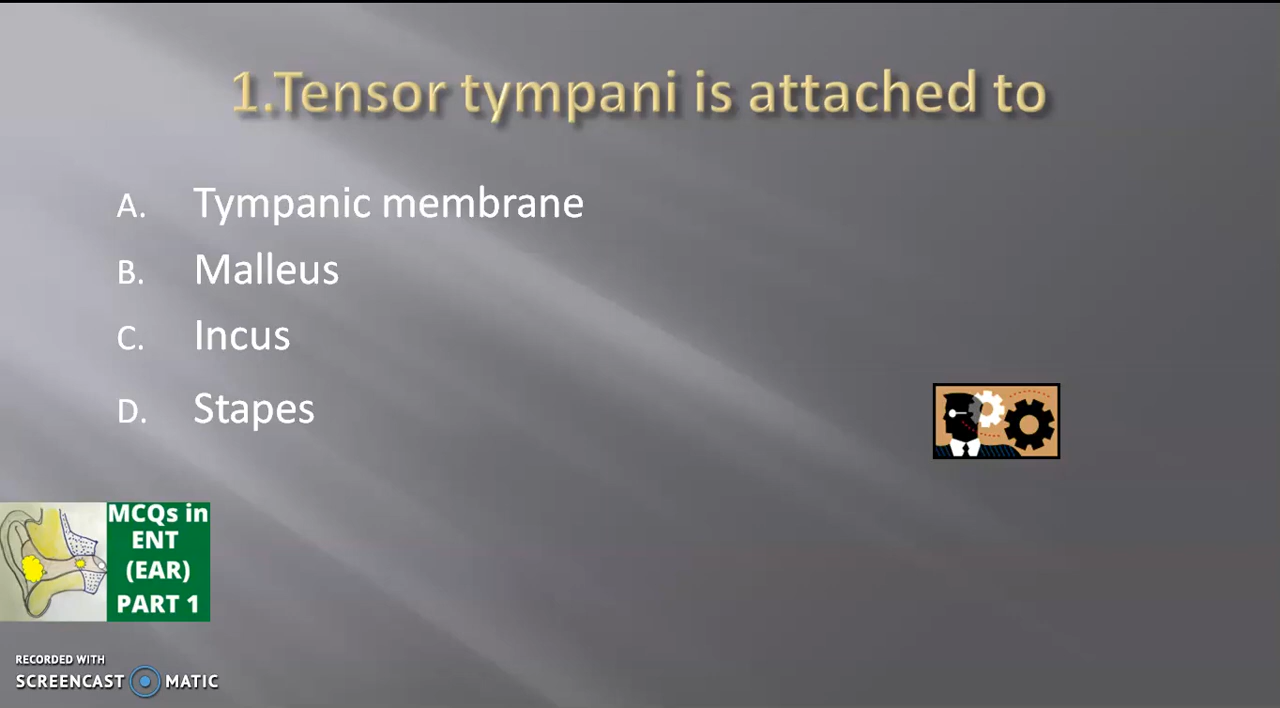 1.Tensor tympani is attached to
A. Tympanic membrane
B. Malleus
C. Incus
D. Stapes
MCQs in
ENT
(EAR)
PART 1
RECORDED WITH
SCREENCAST MATIC